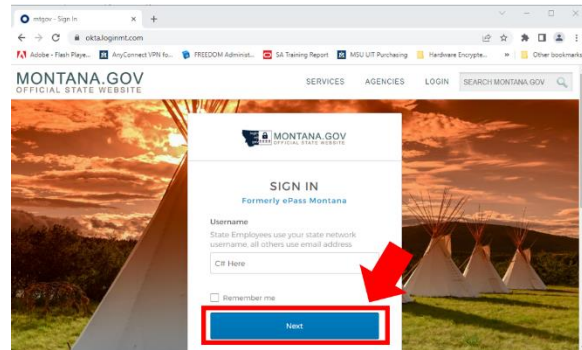 mtgov - Sign In
okta.loginmt.com
Adobe - Flash Playe...
AnyConnect VPN fo...
FREEDOM Administ...
SA Training Report
MSU UIT Purchasing
Hardware Encrypte...
Other bookmarks
MONTANA.GOV
OFFICIAL STATE WEBSITE
SERVICES AGENCIES LOGIN SEARCH MONTANA.GOV
MONTANA.GOV
OFFICIAL STATE WEBSITE
SIGN IN
Formerly ePass Montana
Username
State Employees use your state network
username, all others use email address
C# Here
Remember me
Next